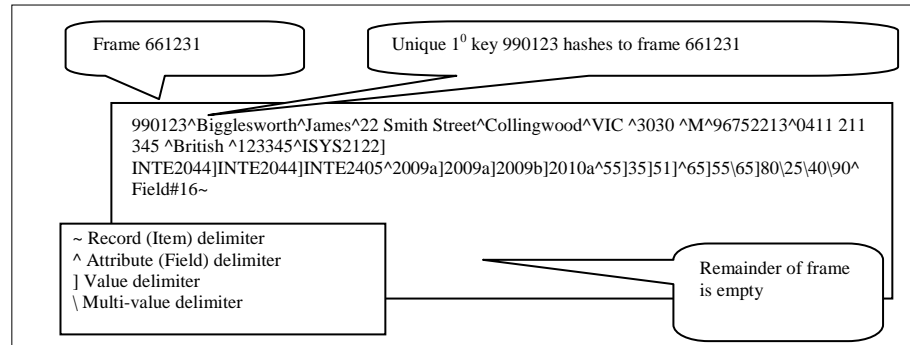 Frame 661231
Unique 1⁰ key 990123 hashes to frame 661231
990123^Bigglesworth^James^22 Smith Street^Collingwood^VIC ^3030 ^M^96752213^0411 211
345 ^British ^123345^ISYS2122]
INTE2044]INTE2044]INTE2405^2009a]2009a]2009b]2010a^55]35]51]^65]55\65]80\25\40\90^
Field#16~
~ Record (Item) delimiter
^ Attribute (Field) delimiter
] Value delimiter
\ Multi-value delimiter
Remainder of frame
is empty